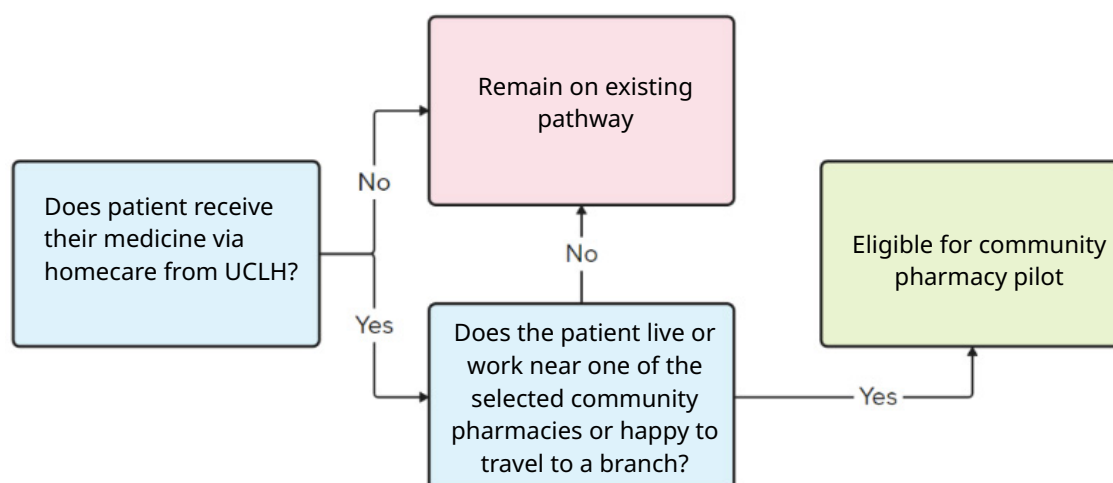 Does patient receive
their medicine via
homecare from UCLH?
No
Yes
Remain on existing
pathway
No
Does the patient live or
work near one of the
selected community
pharmacies or happy to
travel to a branch?
Yes
Eligible for community
pharmacy pilot